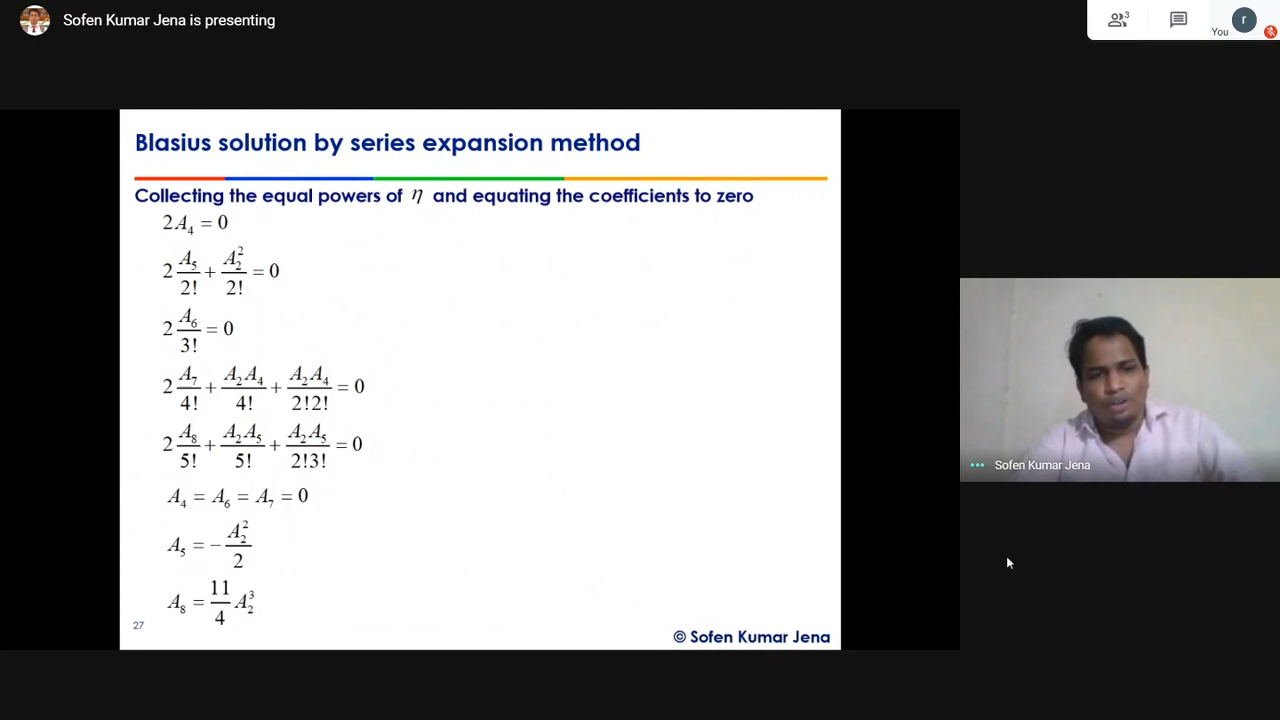 Sofen Kumar Jena is presenting
3
You
r
Blasius solution by series expansion method
Collecting the equal powers of η and equating the coefficients to zero
2A₄ = 0
2 A₅/2! + A₂²/2! = 0
2 A₆/3! = 0
2 A₇/4! + A₂A₄/4! + A₂A₄/2!2! = 0
2 A₈/5! + A₂A₅/5! + A₂A₅/2!3! = 0
A₄ = A₆ = A₇ = 0
A₅ = − A₂²/2
A₈ = 11/4 A₂³
27
© Sofen Kumar Jena
Sofen Kumar Jena